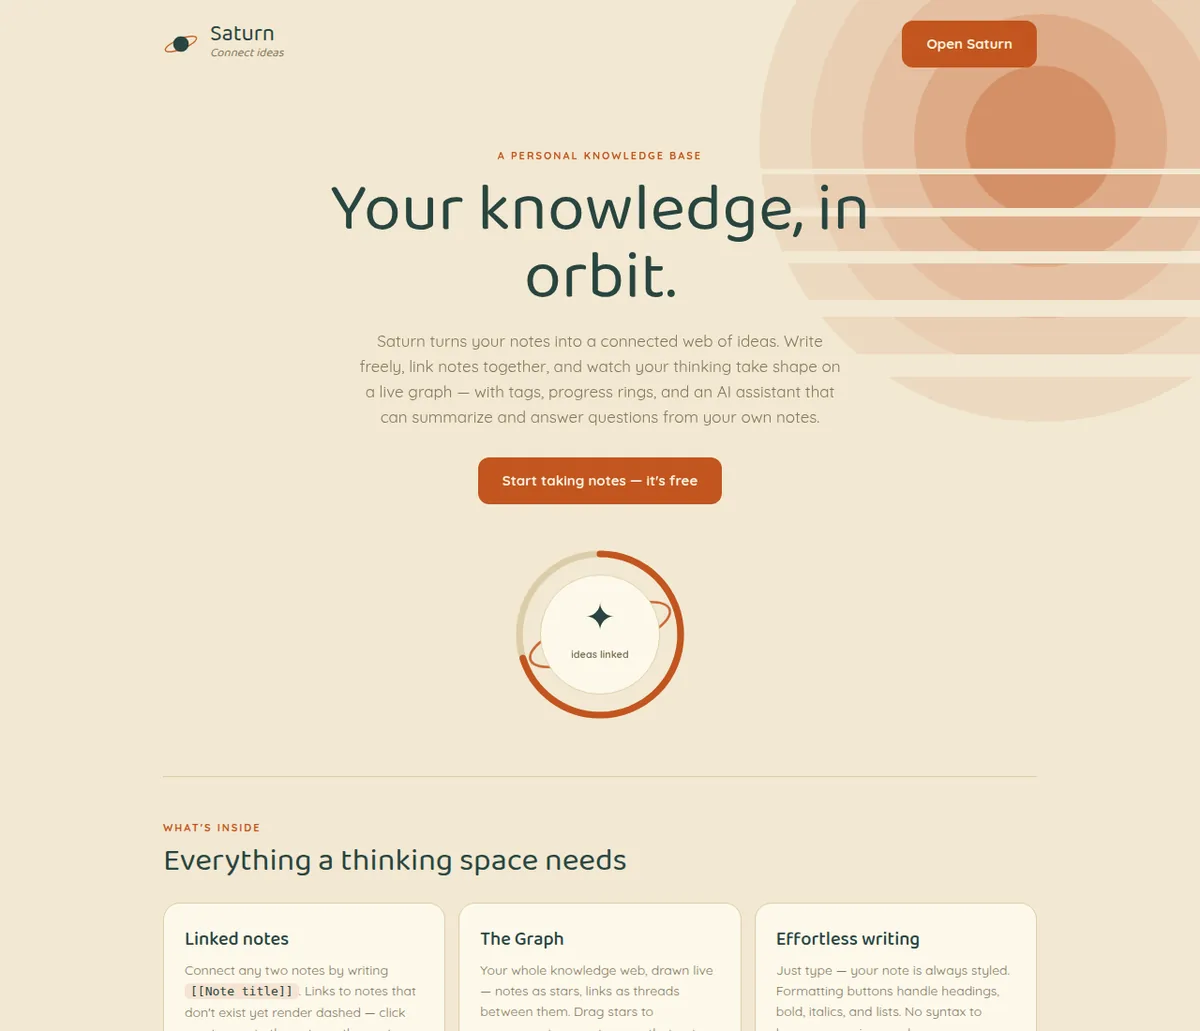 Saturn
Connect ideas
Open Saturn
A PERSONAL KNOWLEDGE BASE
Your knowledge, in
orbit.
Saturn turns your notes into a connected web of ideas. Write
freely, link notes together, and watch your thinking take shape on
a live graph — with tags, progress rings, and an AI assistant that
can summarize and answer questions from your own notes.
Start taking notes — it's free
ideas linked
WHAT'S INSIDE
Everything a thinking space needs
Linked notes
Connect any two notes by writing
[[Note title]]. Links to notes that
don't exist yet render dashed — click
The Graph
Your whole knowledge web, drawn live
— notes as stars, links as threads
between them. Drag stars to
Effortless writing
Just type — your note is always styled.
Formatting buttons handle headings,
bold, italics, and lists. No syntax to